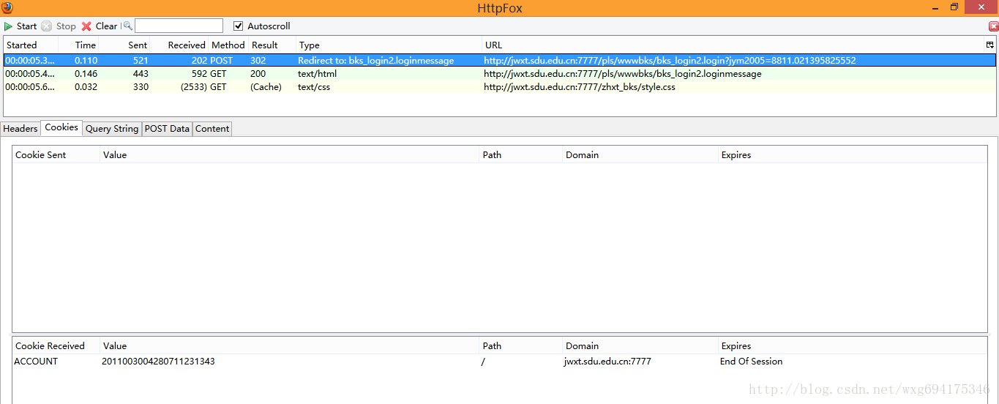 HttpFox
Start Stop Clear Autoscroll
Started Time Sent Received Method Result Type URL
00:00:05.3... 0.110 521 202 POST 302 Redirect to: bks_login2.loginmessage http://jwxt.sdu.edu.cn:7777/pls/wwwbks/bks_login2.login?jym2005=8811.021395825552
00:00:05.4... 0.146 443 592 GET 200 text/html http://jwxt.sdu.edu.cn:7777/pls/wwwbks/bks_login2.loginmessage
00:00:05.6... 0.032 330 (2533) GET (Cache) text/css http://jwxt.sdu.edu.cn:7777/zhxt_bks/style.css
Headers Cookies Query String POST Data Content
Cookie Sent Value Path Domain Expires
Cookie Received Value Path Domain Expires
ACCOUNT 2011003004280711231343 / jwxt.sdu.edu.cn:7777 End Of Session
http://blog.csdn.net/wxg694175346